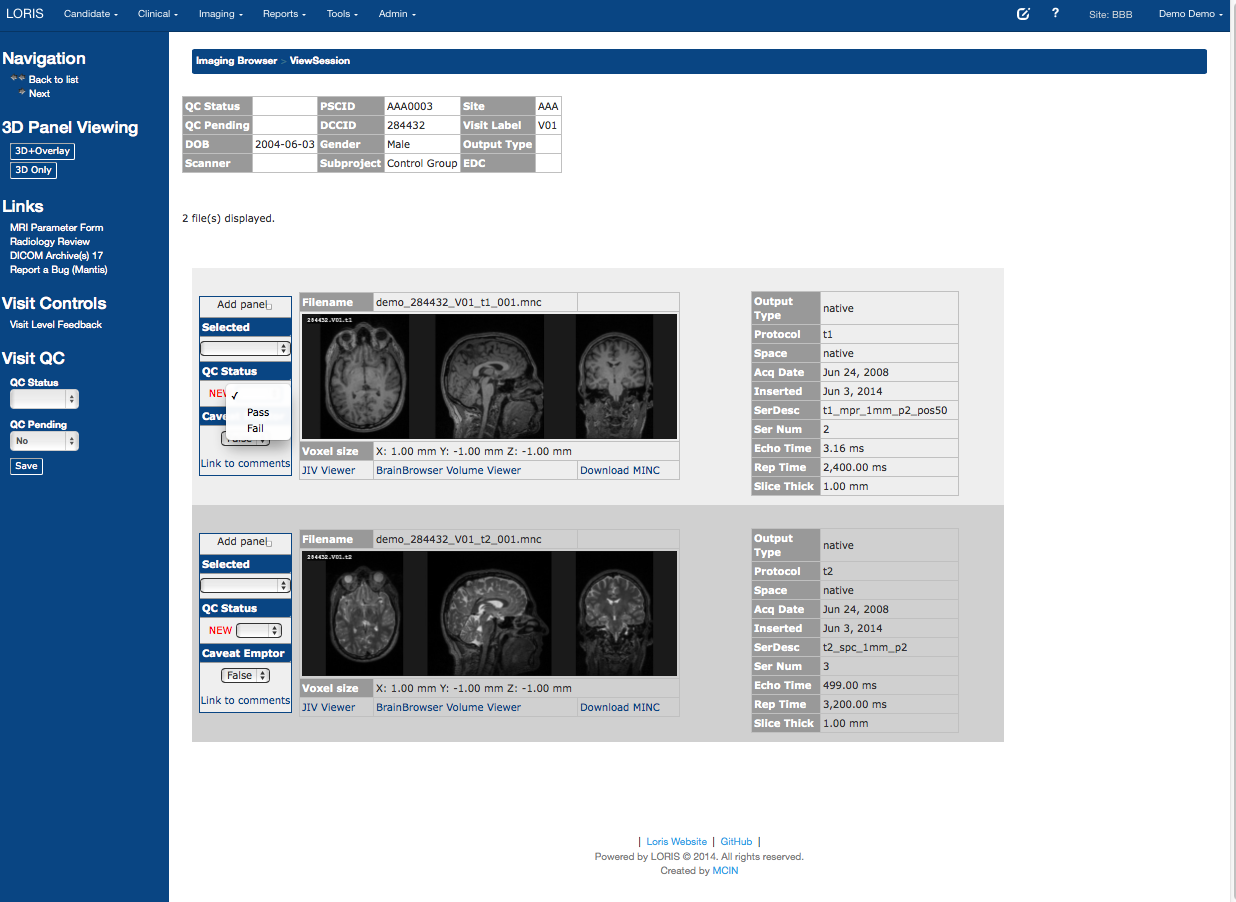 LORIS Candidate Clinical Imaging Reports Tools Admin ? Site: BBB Demo Demo
Navigation
Back to list
Next
3D Panel Viewing
3D+Overlay
3D Only
Links
MRI Parameter Form
Radiology Review
DICOM Archive(s) 17
Report a Bug (Mantis)
Visit Controls
Visit Level Feedback
Visit QC
QC Status
QC Pending
No
Save
Imaging Browser > ViewSession
QC Status PSCID AAA0003 Site AAA
QC Pending DCCID 284432 Visit Label V01
DOB 2004-06-03 Gender Male Output Type
Scanner Subproject Control Group EDC
2 file(s) displayed.
Add panel
Selected
QC Status
NEW ✓
Pass
Fail
Cave
False
Link to comments
Filename demo_284432_V01_t1_001.mnc
284432.V01.t1
Voxel size X: 1.00 mm Y: -1.00 mm Z: -1.00 mm
JIV Viewer BrainBrowser Volume Viewer Download MINC
Output Type native
Protocol t1
Space native
Acq Date Jun 24, 2008
Inserted Jun 3, 2014
SerDesc t1_mpr_1mm_p2_pos50
Ser Num 2
Echo Time 3.16 ms
Rep Time 2,400.00 ms
Slice Thick 1.00 mm
Add panel
Selected
QC Status
NEW
Caveat Emptor
False
Link to comments
Filename demo_284432_V01_t2_001.mnc
284432.V01.t2
Voxel size X: 1.00 mm Y: -1.00 mm Z: -1.00 mm
JIV Viewer BrainBrowser Volume Viewer Download MINC
Output Type native
Protocol t2
Space native
Acq Date Jun 24, 2008
Inserted Jun 3, 2014
SerDesc t2_spc_1mm_p2
Ser Num 3
Echo Time 499.00 ms
Rep Time 3,200.00 ms
Slice Thick 1.00 mm
| Loris Website | GitHub |
Powered by LORIS © 2014. All rights reserved.
Created by MCIN